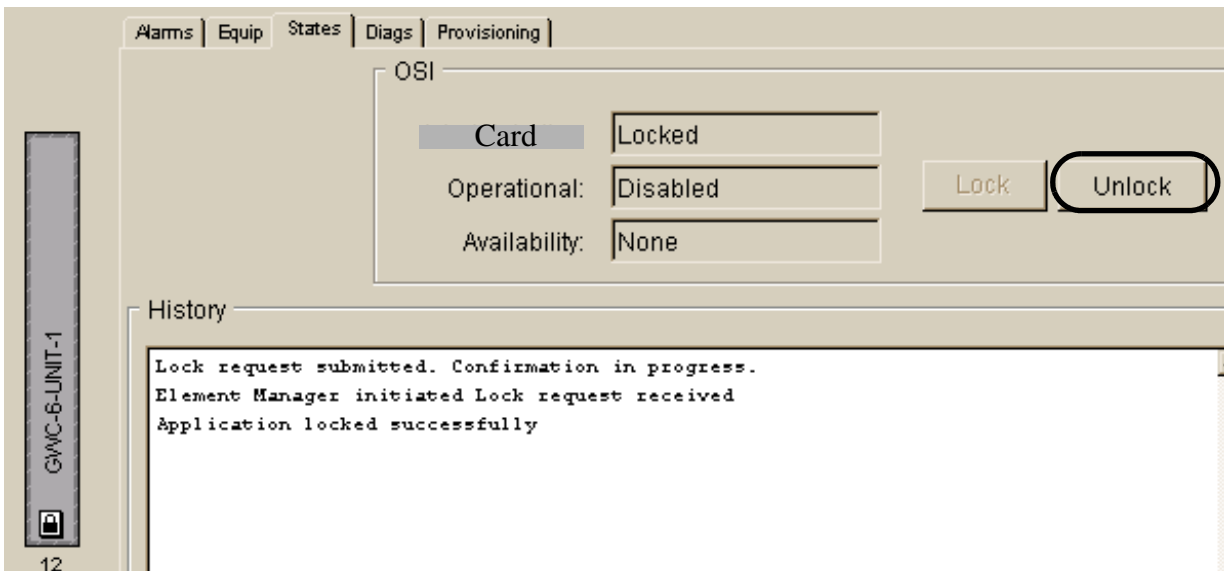 Alarms Equip States Diags Provisioning
OSI
Card Locked
Operational: Disabled Lock Unlock
Availability: None
History
Lock request submitted. Confirmation in progress.
Element Manager initiated Lock request received
Application locked successfully
GWC-6-UNIT-1
12